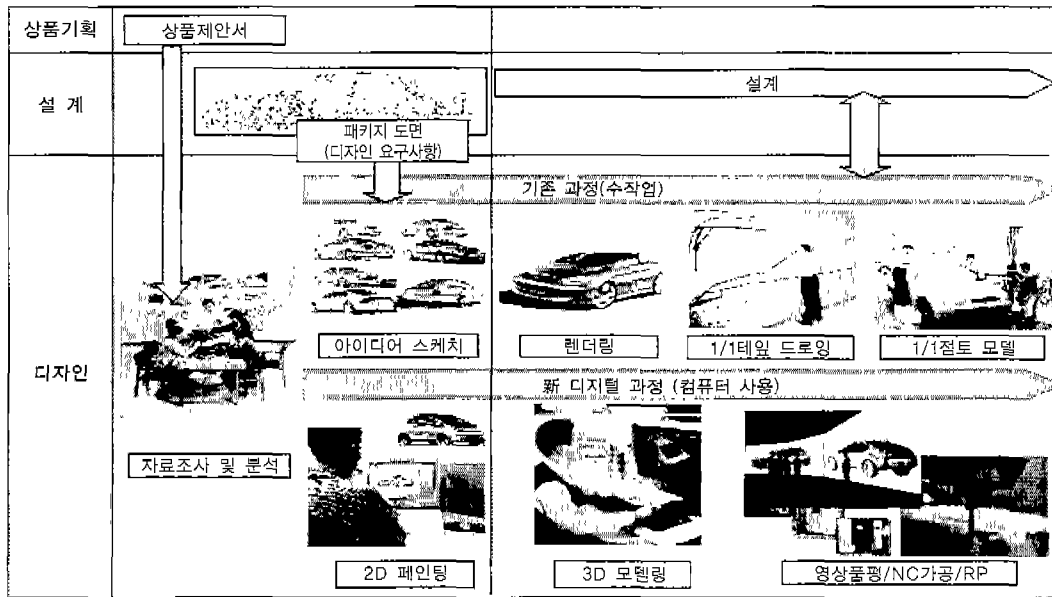 상품기획
상품제안서
설 계
설계
패키지 도면
(디자인 요구사항)
기존 과정(수작업)
아이디어 스케치
렌더링
1/1테잎 드로잉
1/1점토 모델
디자인
新 디지털 과정 (컴퓨터 사용)
자료조사 및 분석
2D 페인팅
3D 모델링
영상품평/NC가공/RP